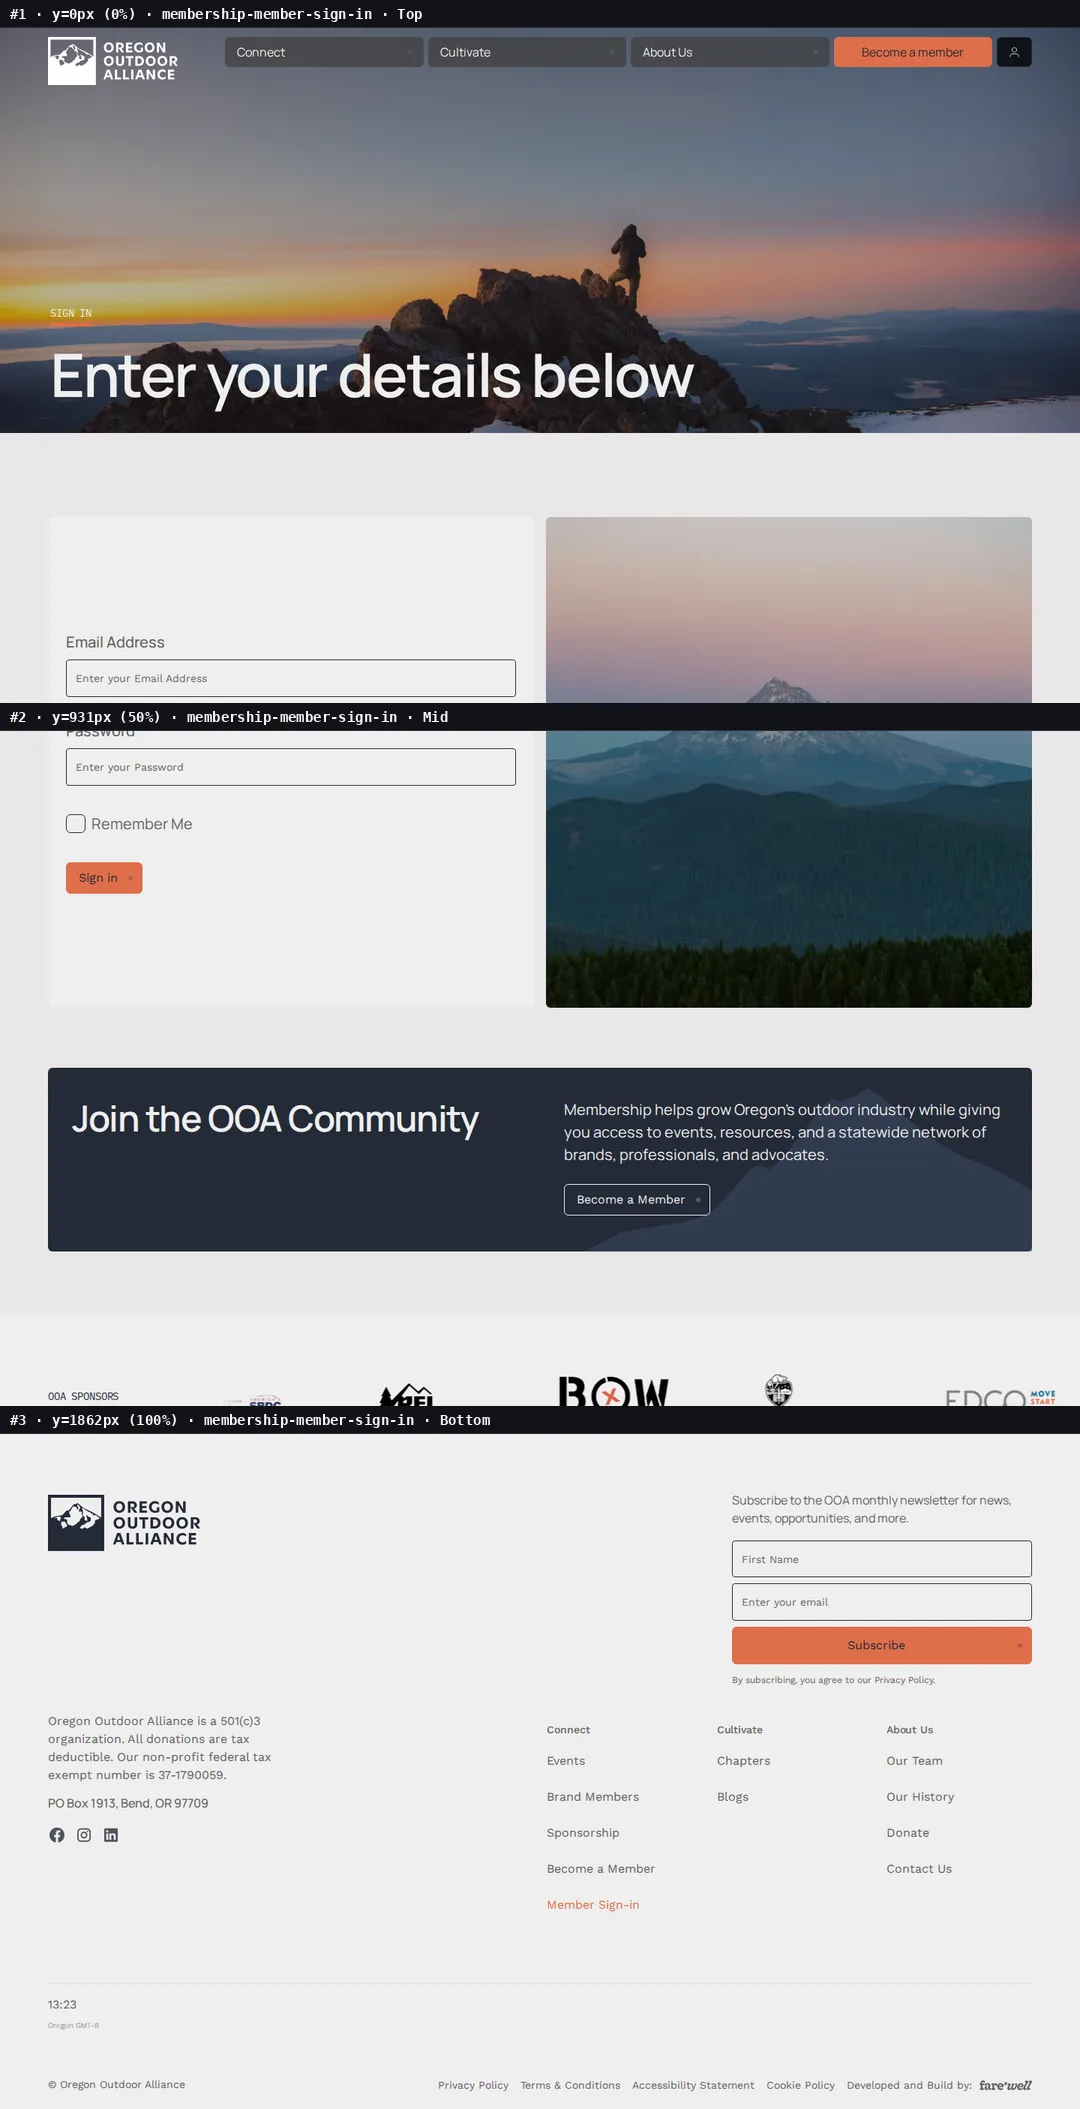 #1 · y=0px (0%) · membership-member-sign-in · Top
OREGON
OUTDOOR
ALLIANCE
Connect
Cultivate
About Us
Become a member
SIGN IN
Enter your details below
Email Address
Enter your Email Address
#2 · y=931px (50%) · membership-member-sign-in · Mid
Password
Enter your Password
Remember Me
Sign in
Join the OOA Community
Membership helps grow Oregon's outdoor industry while giving
you access to events, resources, and a statewide network of
brands, professionals, and advocates.
Become a Member
OOA SPONSORS
AMERICA'S
SBDC
REI
BOW
EDCO
MOVE
START
#3 · y=1862px (100%) · membership-member-sign-in · Bottom
OREGON
OUTDOOR
ALLIANCE
Subscribe to the OOA monthly newsletter for news,
events, opportunities, and more.
First Name
Enter your email
Subscribe
By subscribing, you agree to our Privacy Policy.
Oregon Outdoor Alliance is a 501(c)3
organization. All donations are tax
deductible. Our non-profit federal tax
exempt number is 37-1790059.
PO Box 1913, Bend, OR 97709
Connect
Events
Brand Members
Sponsorship
Become a Member
Member Sign-in
Cultivate
Chapters
Blogs
About Us
Our Team
Our History
Donate
Contact Us
13:23
Oregon GMT-8
© Oregon Outdoor Alliance
Privacy Policy
Terms & Conditions
Accessibility Statement
Cookie Policy
Developed and Build by:
farewell